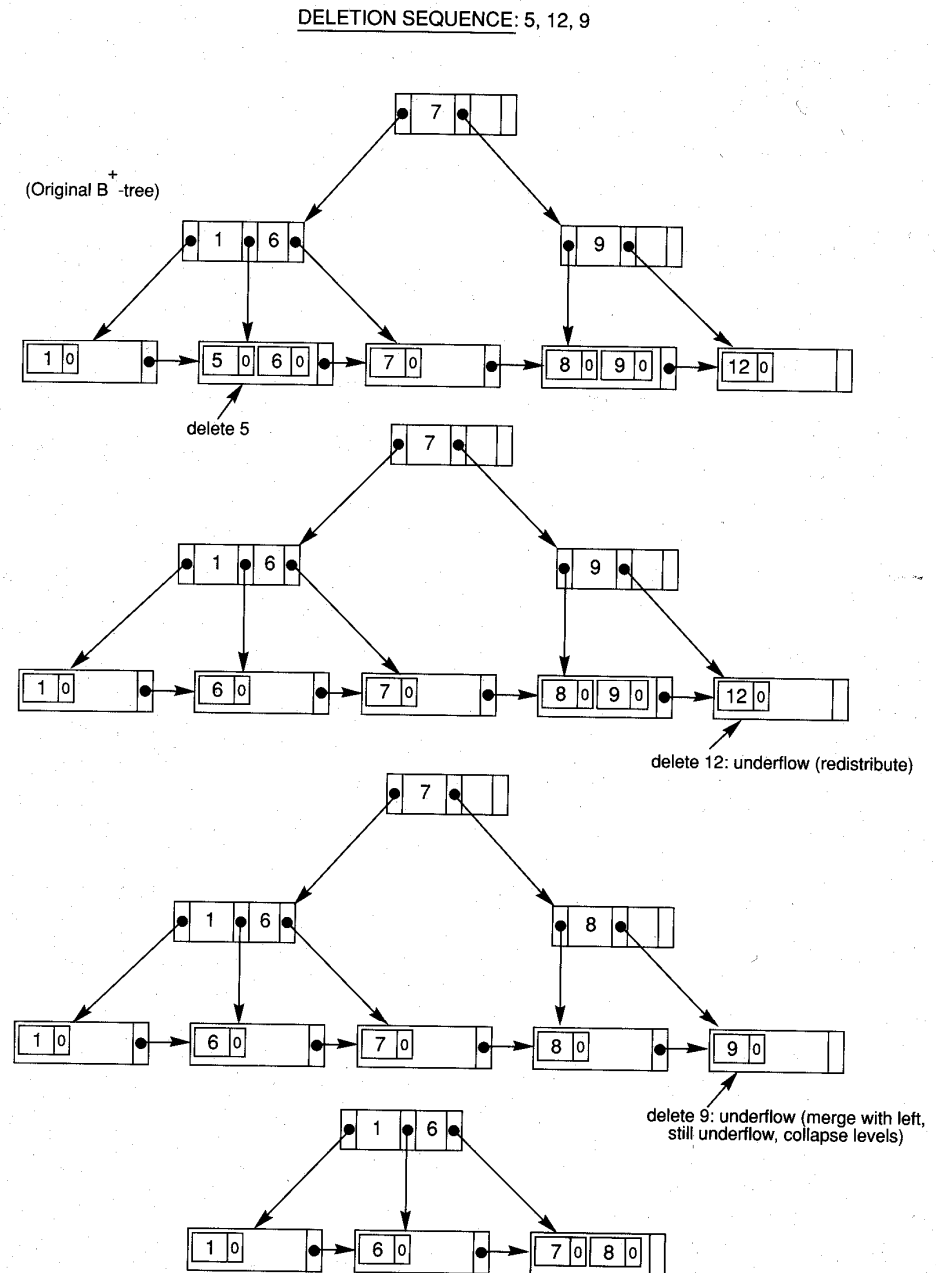 DELETION SEQUENCE: 5, 12, 9
7
(Original B+-tree)
1 6
9
1 0
5 0 6 0
7 0
8 0 9 0
12 0
delete 5
7
1 6
9
1 0
6 0
7 0
8 0 9 0
12 0
delete 12: underflow (redistribute)
7
1 6
8
1 0
6 0
7 0
8 0
9 0
delete 9: underflow (merge with left,
still underflow, collapse levels)
1 6
1 0
6 0
7 0 8 0